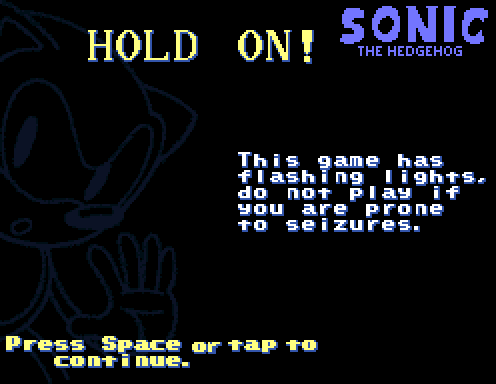 HOLD ON!
SONIC
THE HEDGEHOG
This game has
flashing lights,
do not play if
you are prone
to seizures.
Press Space or tap to
continue.